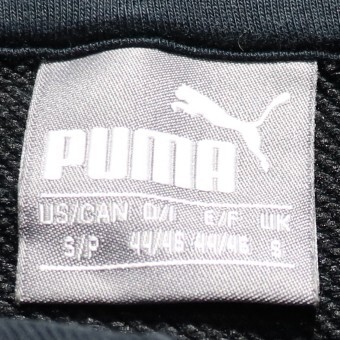 PUMA
US/CAN D/I E/F UK
S/P 44/46 44/46 S